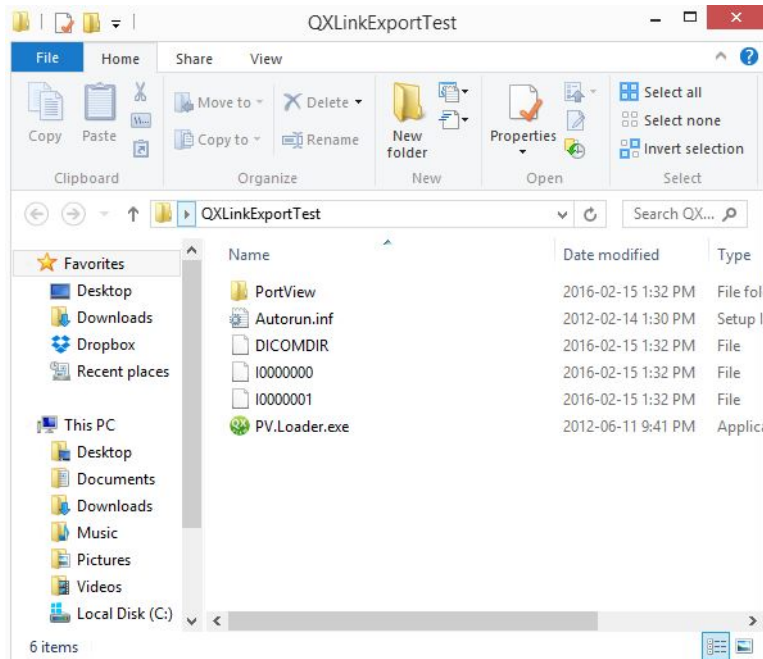 QXLinkExportTest
File Home Share View
Copy Paste Move to Copy to Delete Rename New folder Properties Select all Select none Invert selection
Clipboard Organize New Open Select
QXLinkExportTest Search QX...
Name Date modified Type
Favorites
Desktop
Downloads
Dropbox
Recent places
This PC
Desktop
Documents
Downloads
Music
Pictures
Videos
Local Disk (C:)
PortView 2016-02-15 1:32 PM File fol
Autorun.inf 2012-02-14 1:30 PM Setup I
DICOMDIR 2016-02-15 1:32 PM File
I0000000 2016-02-15 1:32 PM File
I0000001 2016-02-15 1:32 PM File
PV.Loader.exe 2012-06-11 9:41 PM Applica
6 items